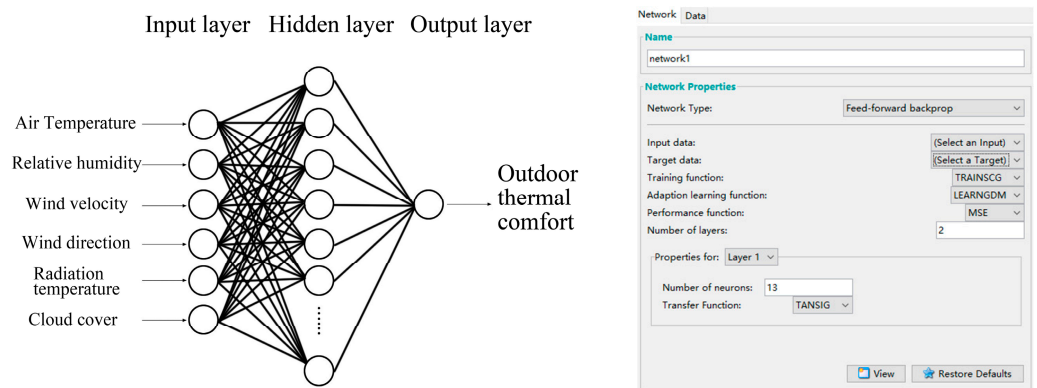 Input layer Hidden layer Output layer
Air Temperature
Relative humidity
Wind velocity
Wind direction
Radiation
temperature
Cloud cover
Outdoor
thermal
comfort
Network Data
Name
network1
Network Properties
Network Type: Feed-forward backprop
Input data: (Select an Input)
Target data: (Select a Target)
Training function: TRAINSCG
Adaption learning function: LEARNGDM
Performance function: MSE
Number of layers: 2
Properties for: Layer 1
Number of neurons: 13
Transfer Function: TANSIG
View Restore Defaults